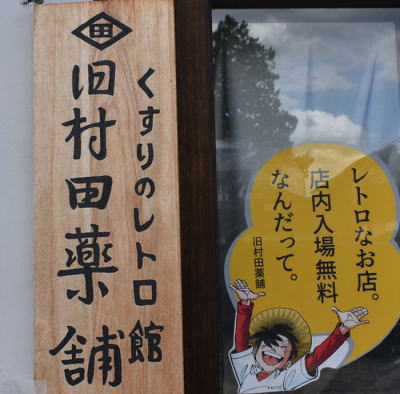 田
くすりのレトロ館
旧村田薬舗
レトロなお店。
店内入場無料
なんだって。
旧村田薬舗